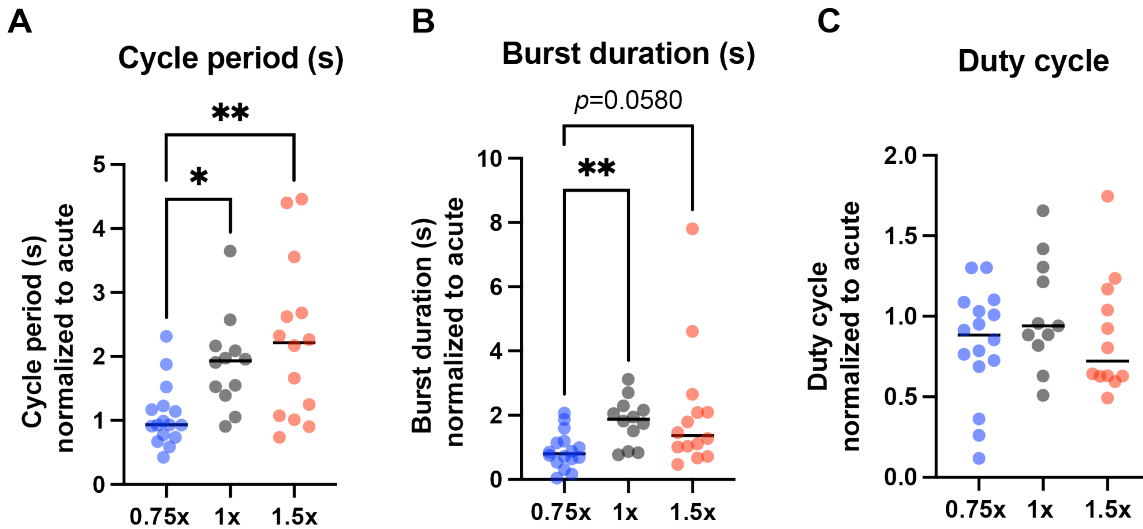 A
Cycle period (s)
**
*
Cycle period (s)
normalized to acute
5
4
3
2
1
0
0.75x 1x 1.5x
B
Burst duration (s)
p=0.0580
**
Burst duration (s)
normalized to acute
10
8
6
4
2
0
0.75x 1x 1.5x
C
Duty cycle
Duty cycle
normalized to acute
2.0
1.5
1.0
0.5
0.0
0.75x 1x 1.5x